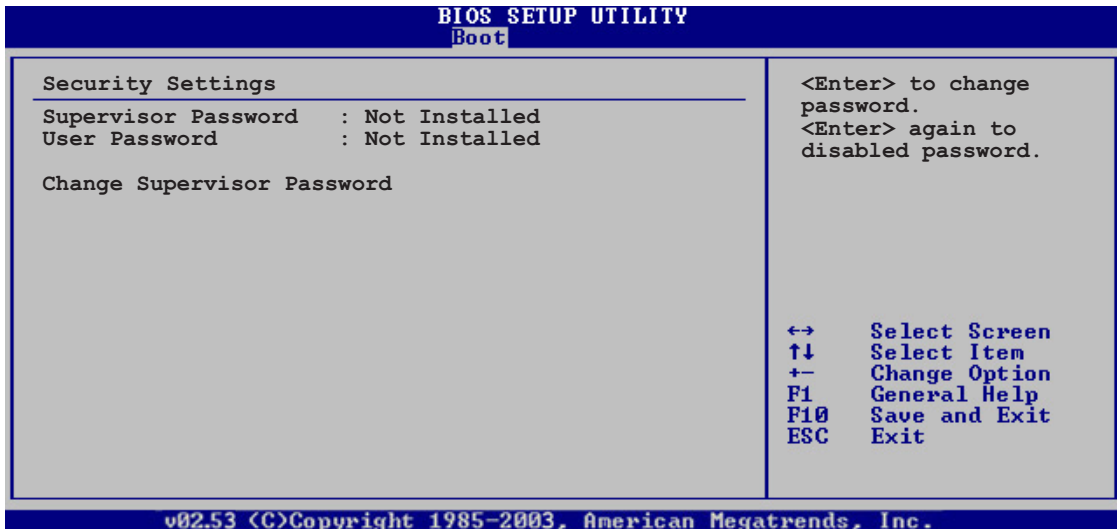 BIOS SETUP UTILITY
Boot
Security Settings
Supervisor Password : Not Installed
User Password : Not Installed
Change Supervisor Password
<Enter> to change
password.
<Enter> again to
disabled password.
←→ Select Screen
↑↓ Select Item
+- Change Option
F1 General Help
F10 Save and Exit
ESC Exit
v02.53 (C)Copyright 1985-2003, American Megatrends, Inc.